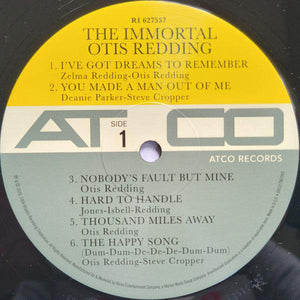 R1 627557
THE IMMORTAL
OTIS REDDING
1. I'VE GOT DREAMS TO REMEMBER
Zelma Redding-Otis Redding
2. YOU MADE A MAN OUT OF ME
Deanie Parker-Steve Cropper
ATCO
SIDE
1
ATCO RECORDS
3. NOBODY'S FAULT BUT MINE
Otis Redding
4. HARD TO HANDLE
Jones-Isbell-Redding
5. THOUSAND MILES AWAY
Otis Redding
6. THE HAPPY SONG
(Dum-Dum-De-De-De-Dum-Dum)
Otis Redding-Steve Cropper